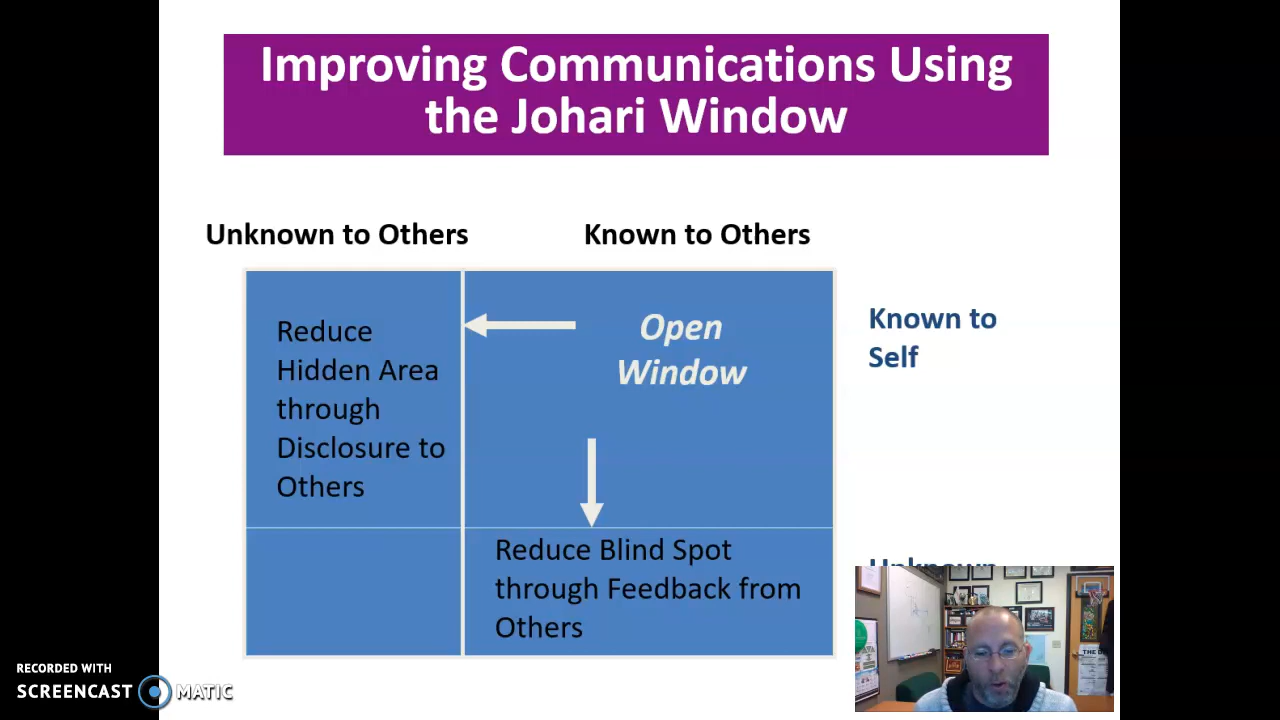 Improving Communications Using
the Johari Window
Unknown to Others
Known to Others
Open
Window
Known to
Self
Reduce
Hidden Area
through
Disclosure to
Others
Reduce Blind Spot
through Feedback from
Others
RECORDED WITH
SCREENCAST MATIC